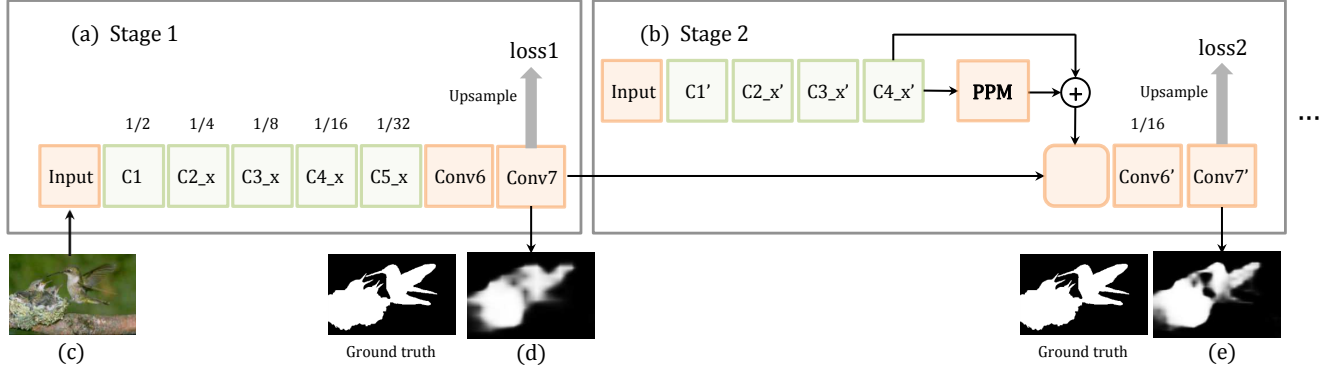 (a) Stage 1
loss1
Upsample
1/2 1/4 1/8 1/16 1/32
Input C1 C2_x C3_x C4_x C5_x Conv6 Conv7
(b) Stage 2
loss2
Input C1’ C2_x’ C3_x’ C4_x’ PPM +
Upsample
1/16
Conv6’ Conv7’
...
(c)
Ground truth
(d)
Ground truth
(e)